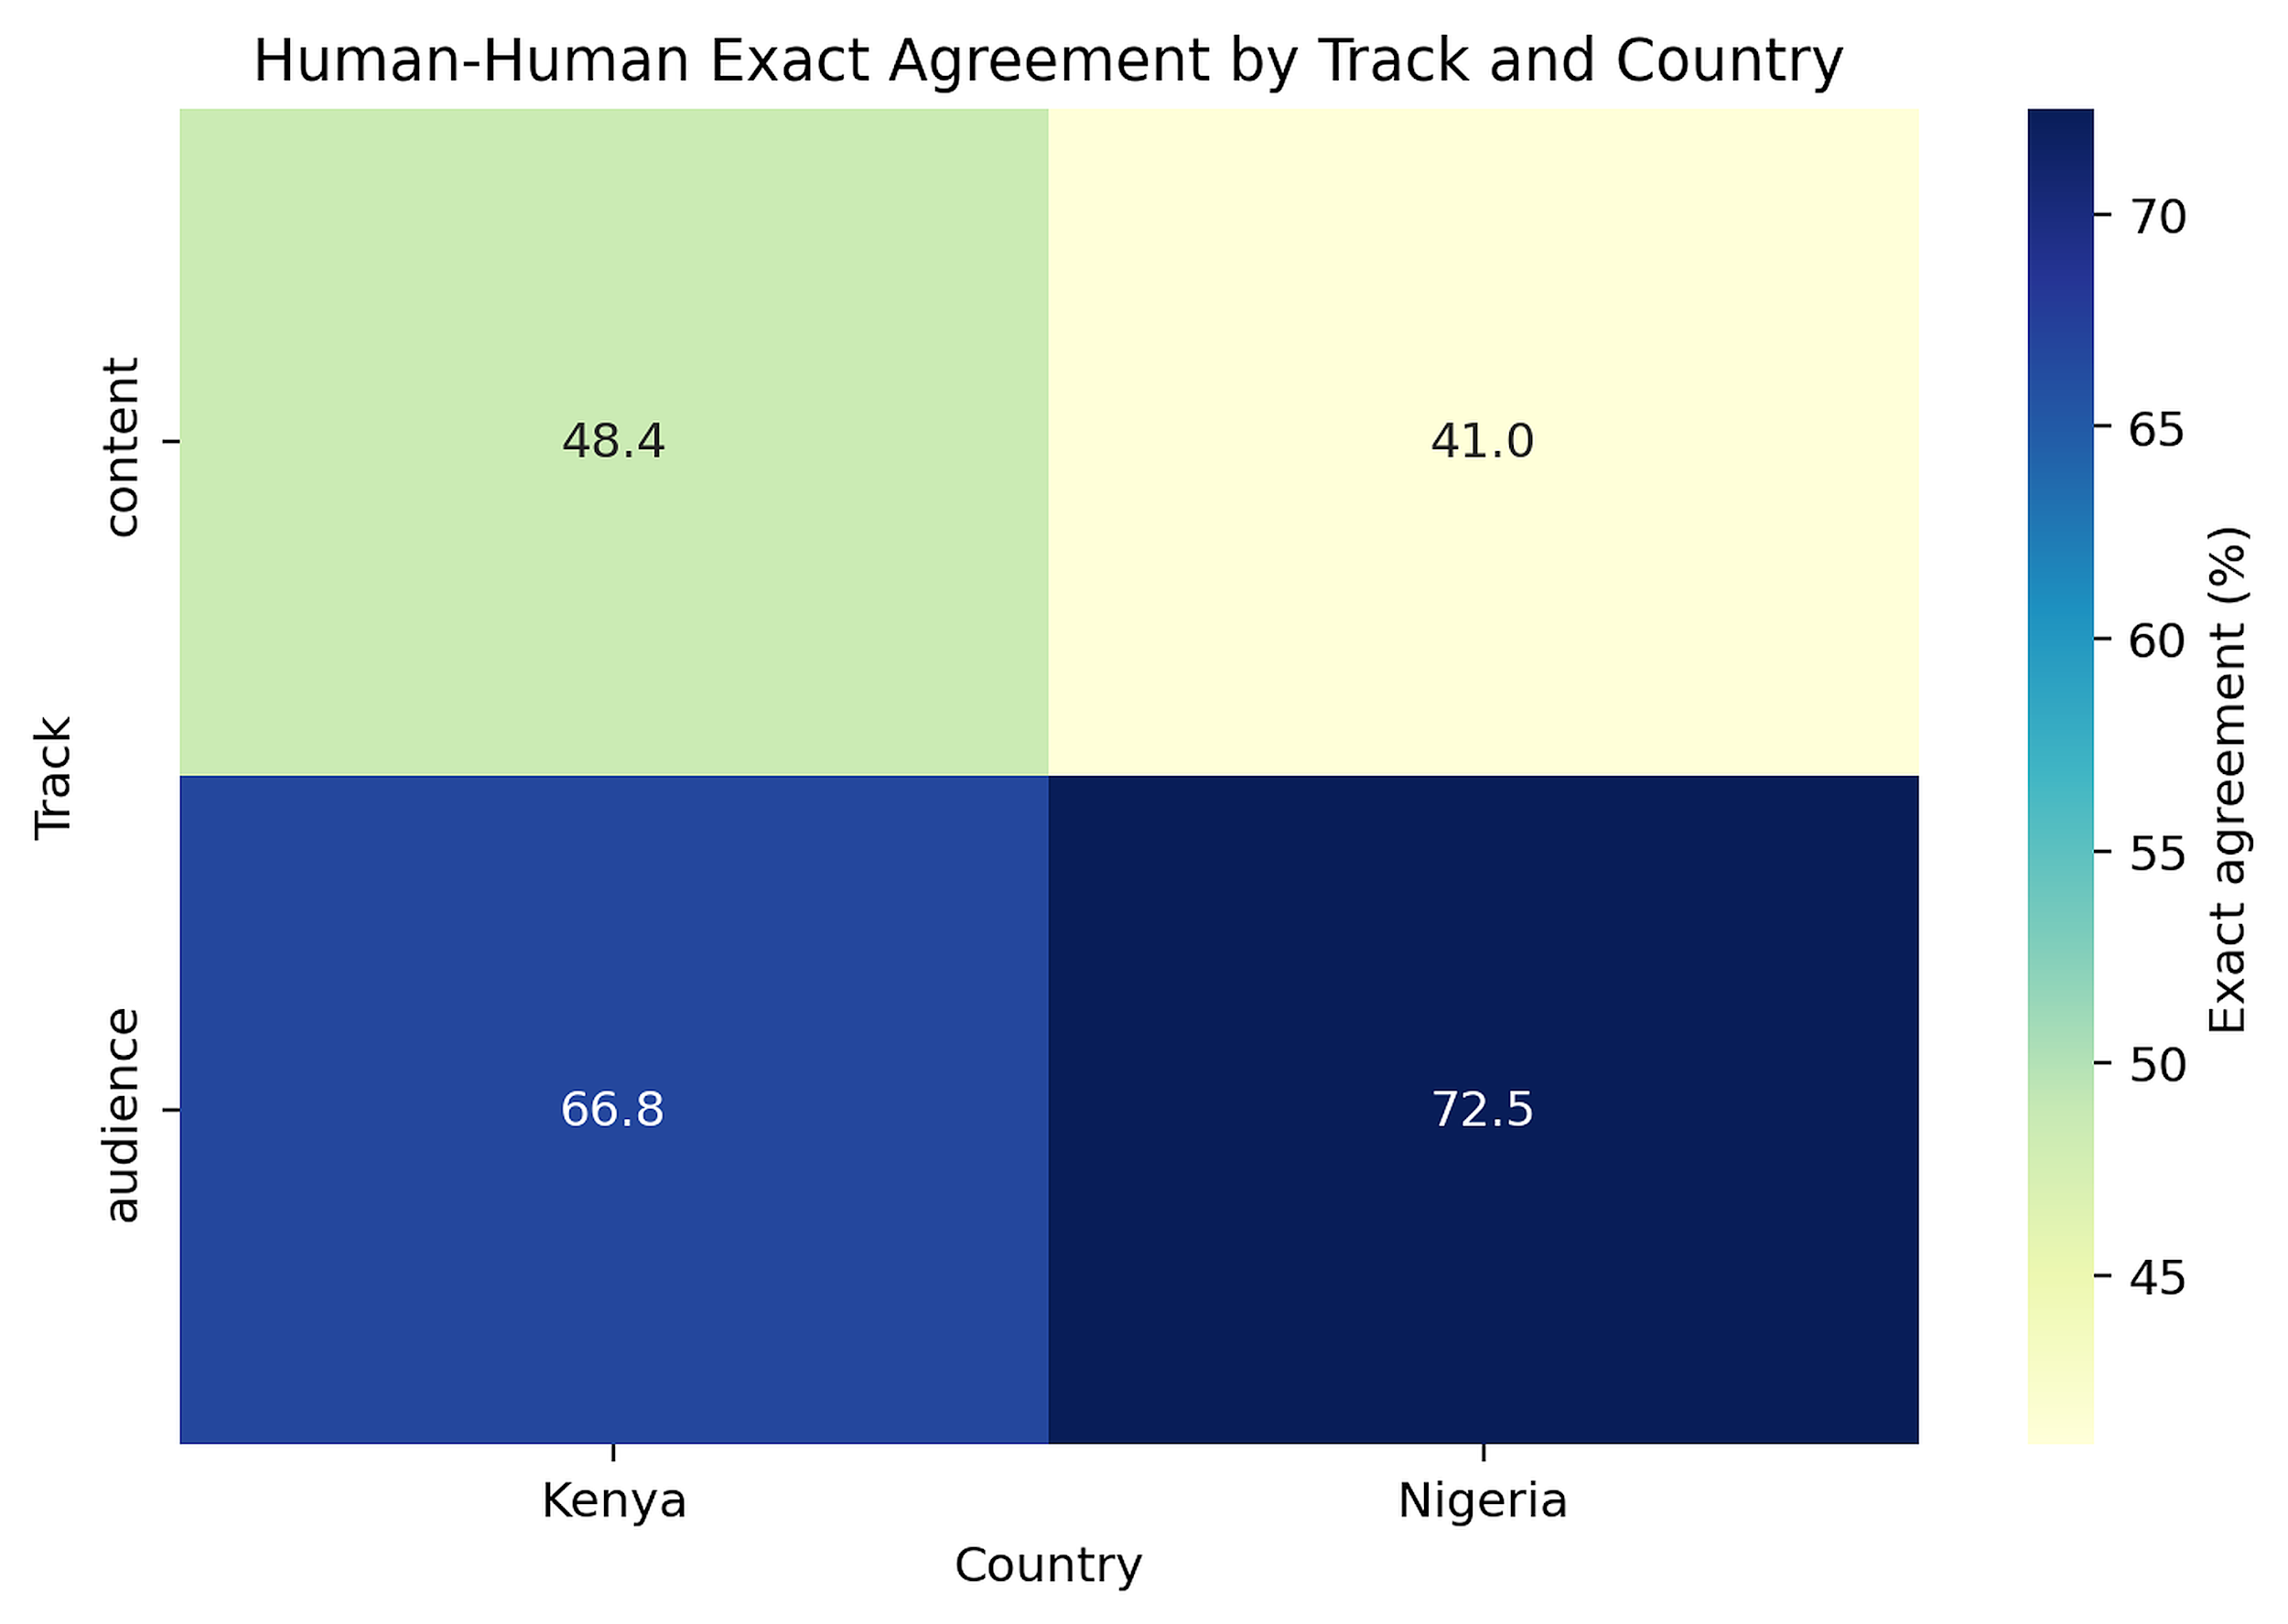 Human-Human Exact Agreement by Track and Country
Track
content
audience
48.4
41.0
66.8
72.5
Kenya
Nigeria
Country
70
65
60
55
50
45
Exact agreement (%)